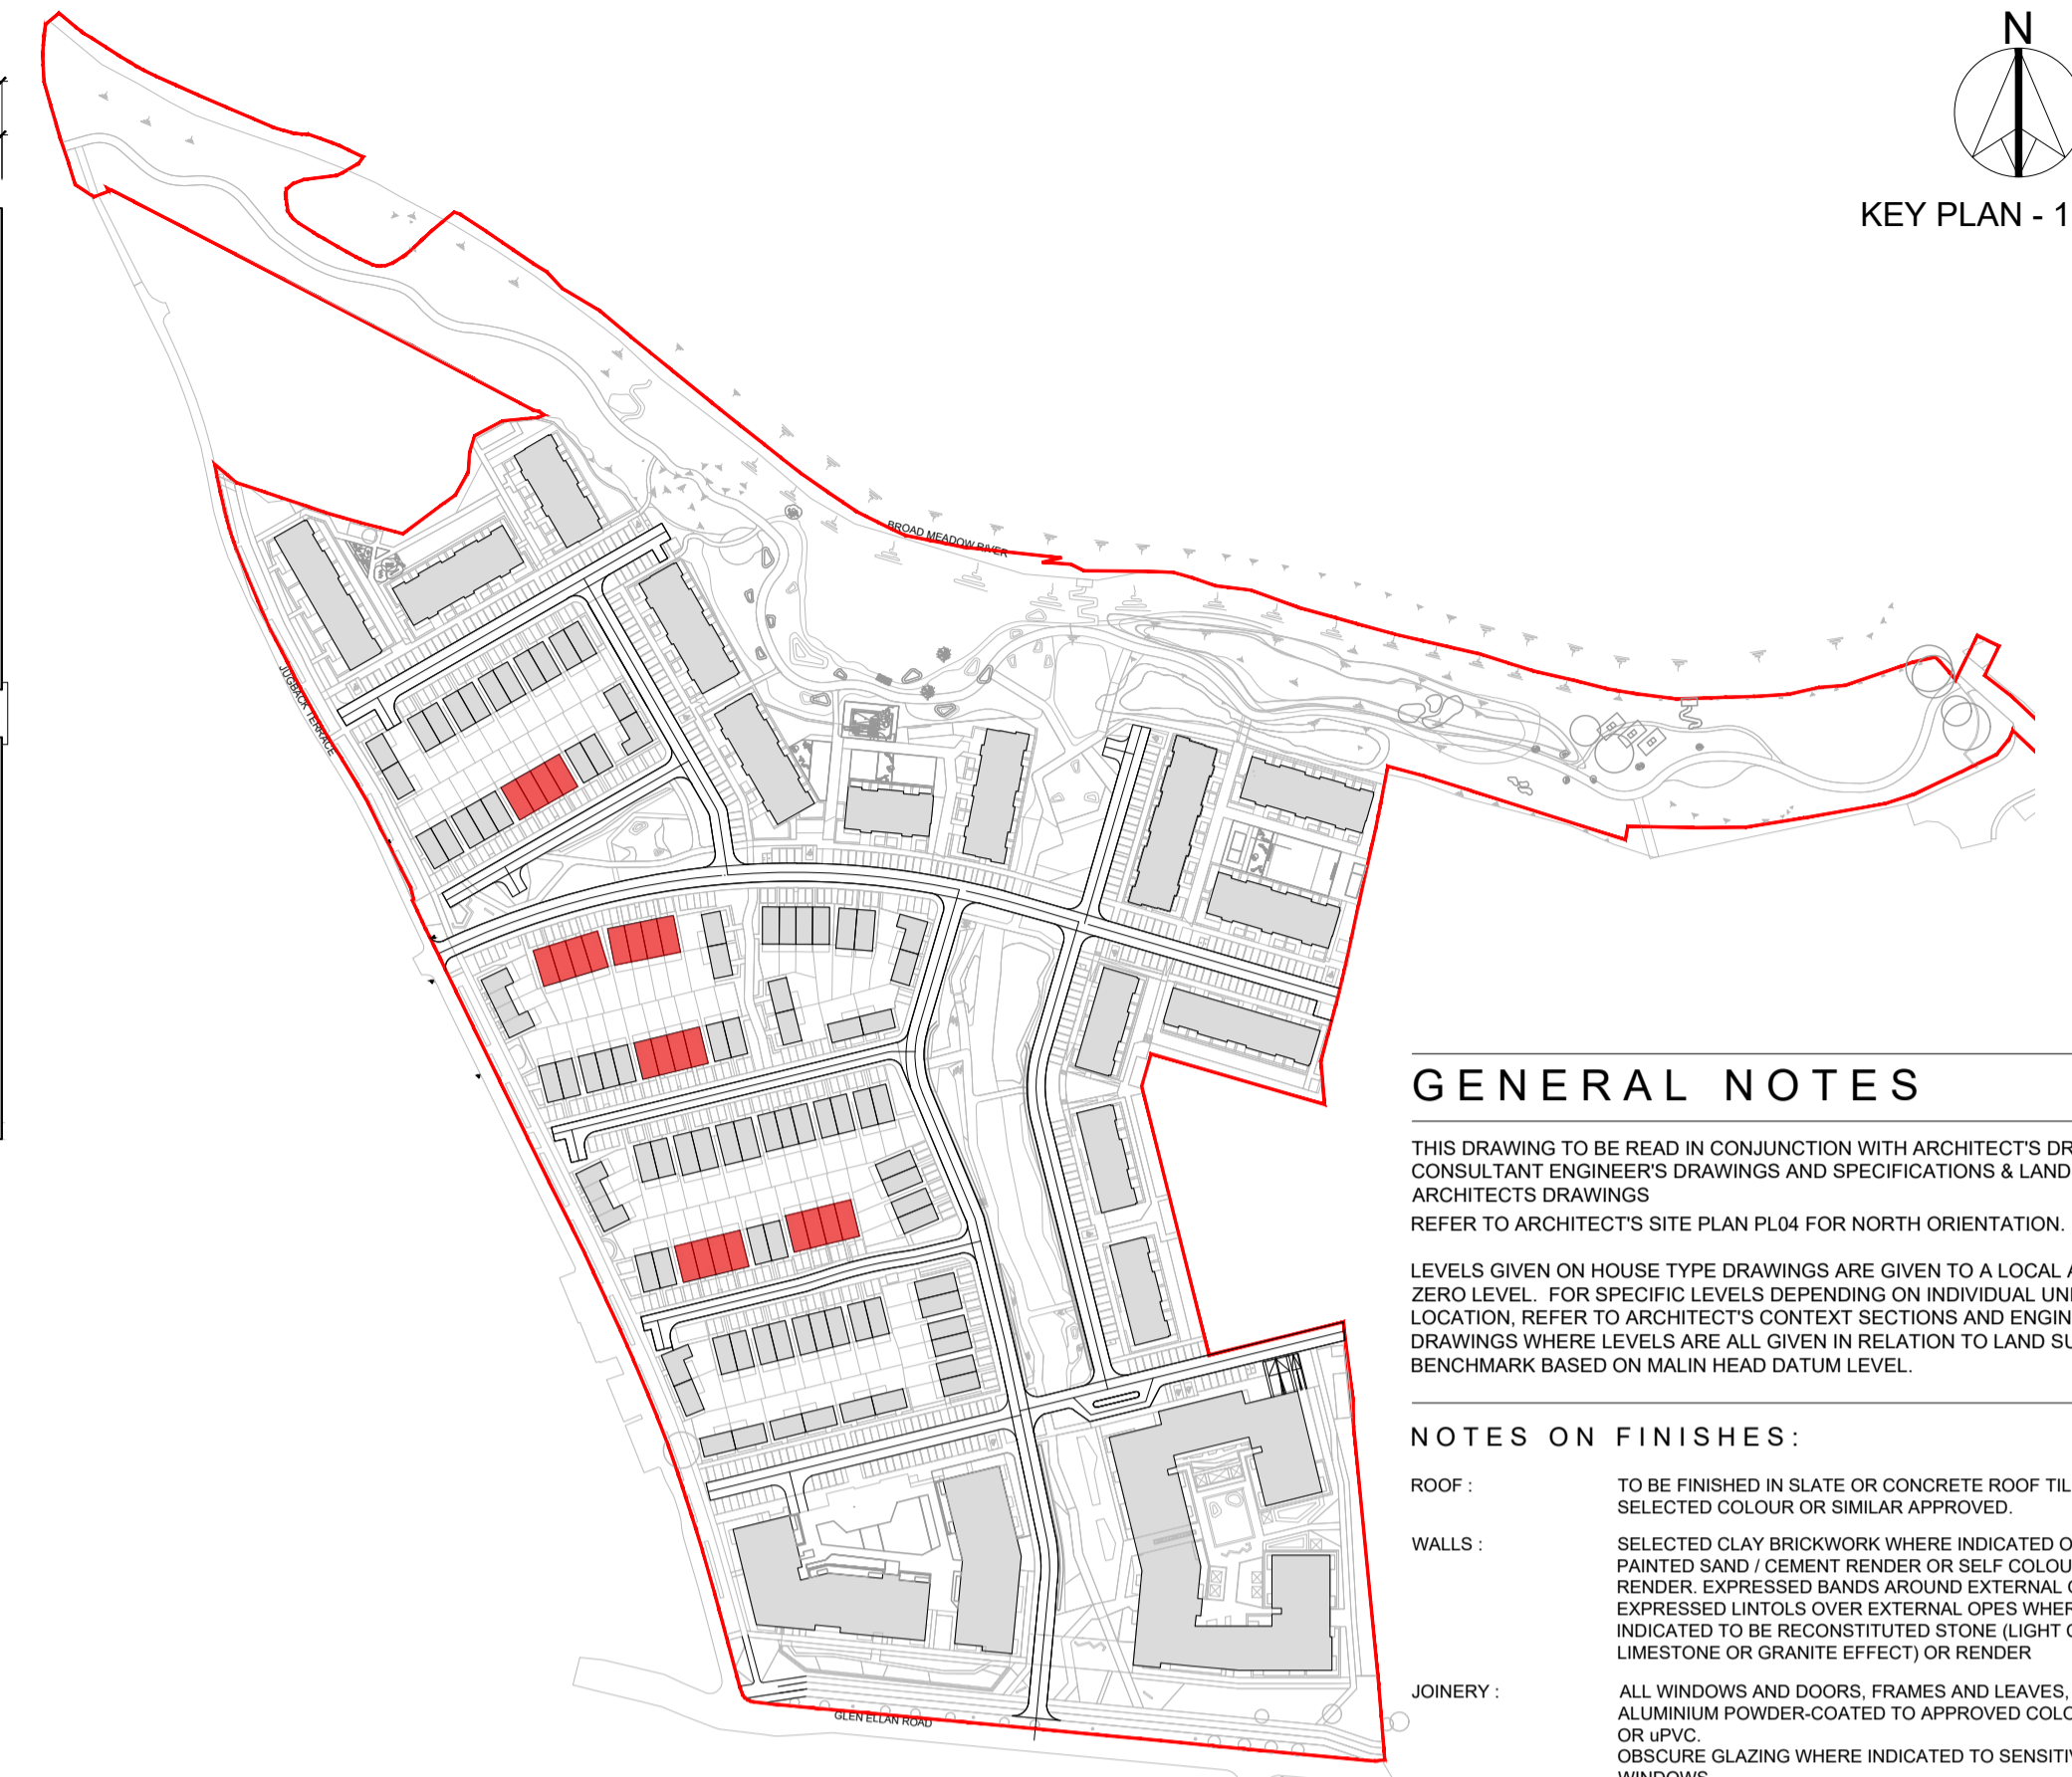 N
KEY PLAN - 1
BROAD MEADOW RIVER
JUGBACK TERRACE
GLEN ELLAN ROAD
GENERAL NOTES
THIS DRAWING TO BE READ IN CONJUNCTION WITH ARCHITECT'S DR
CONSULTANT ENGINEER'S DRAWINGS AND SPECIFICATIONS & LAND
ARCHITECTS DRAWINGS
REFER TO ARCHITECT'S SITE PLAN PL04 FOR NORTH ORIENTATION.
LEVELS GIVEN ON HOUSE TYPE DRAWINGS ARE GIVEN TO A LOCAL A
ZERO LEVEL. FOR SPECIFIC LEVELS DEPENDING ON INDIVIDUAL UNI
LOCATION, REFER TO ARCHITECT'S CONTEXT SECTIONS AND ENGIN
DRAWINGS WHERE LEVELS ARE ALL GIVEN IN RELATION TO LAND SU
BENCHMARK BASED ON MALIN HEAD DATUM LEVEL.
NOTES ON FINISHES:
ROOF : TO BE FINISHED IN SLATE OR CONCRETE ROOF TIL
SELECTED COLOUR OR SIMILAR APPROVED.
WALLS : SELECTED CLAY BRICKWORK WHERE INDICATED O
PAINTED SAND / CEMENT RENDER OR SELF COLOU
RENDER. EXPRESSED BANDS AROUND EXTERNAL O
EXPRESSED LINTOLS OVER EXTERNAL OPES WHER
INDICATED TO BE RECONSTITUTED STONE (LIGHT G
LIMESTONE OR GRANITE EFFECT) OR RENDER
JOINERY : ALL WINDOWS AND DOORS, FRAMES AND LEAVES,
ALUMINIUM POWDER-COATED TO APPROVED COLO
OR uPVC.
OBSCURE GLAZING WHERE INDICATED TO SENSITIV
WINDOWS